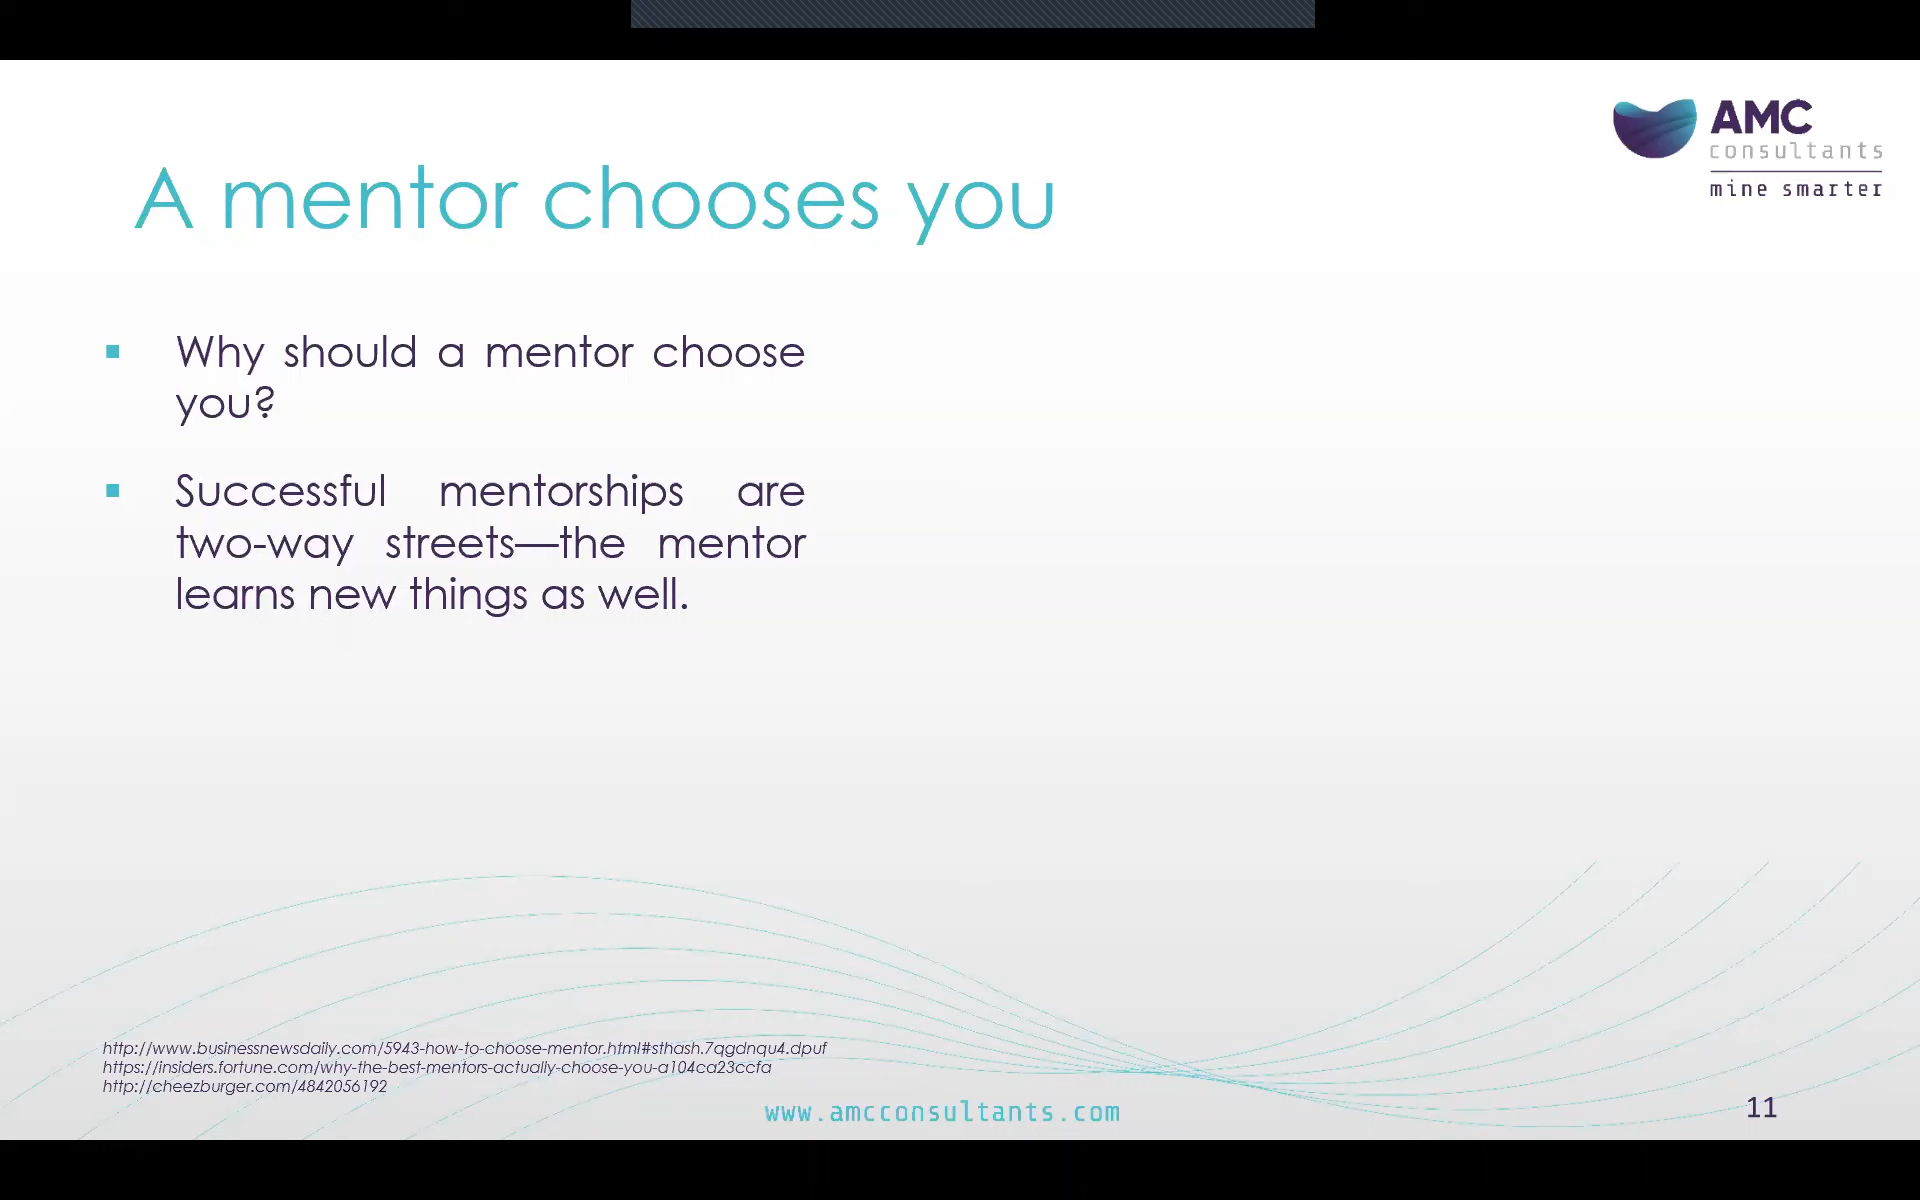 AMC
consultants
mine smarter
A mentor chooses you
Why should a mentor choose
you?
Successful mentorships are
two-way streets—the mentor
learns new things as well.
http://www.businessnewsdaily.com/5943-how-to-choose-mentor.html#sthash.7qgdnqu4.dpuf
https://insiders.fortune.com/why-the-best-mentors-actually-choose-you-a104ca23ccfa
http://cheezburger.com/4842056192
www.amcconsultants.com
11